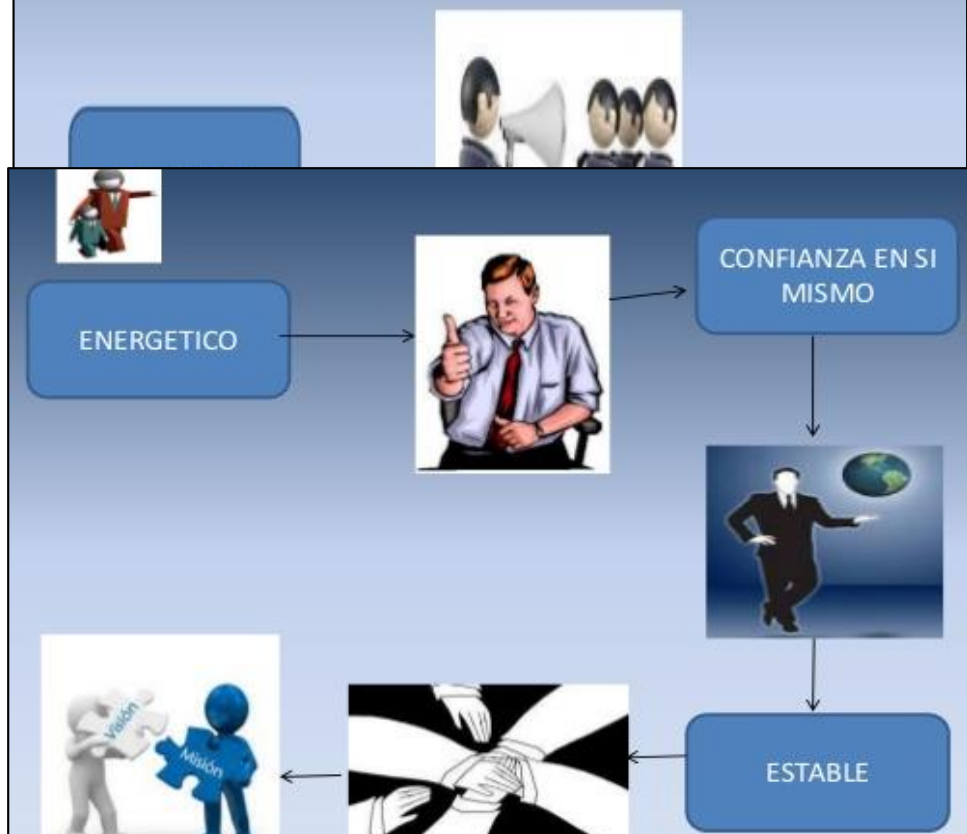 CONFIANZA EN SI
MISMO
ENERGETICO
Visión
Misión
ESTABLE